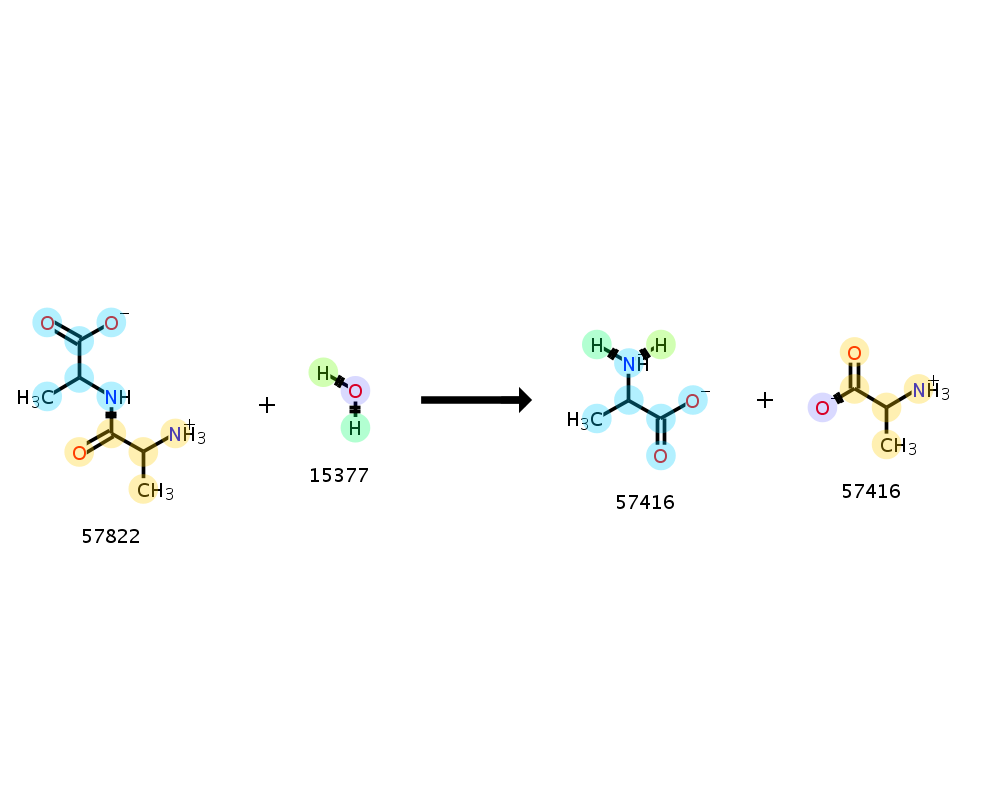 O O⁻
H₃C NH
O NH₃⁺
CH₃
57822
+
H
O
H
15377
H H
NH⁺
H₃C O⁻
O
57416
+
O
O⁻ NH₃⁺
CH₃
57416